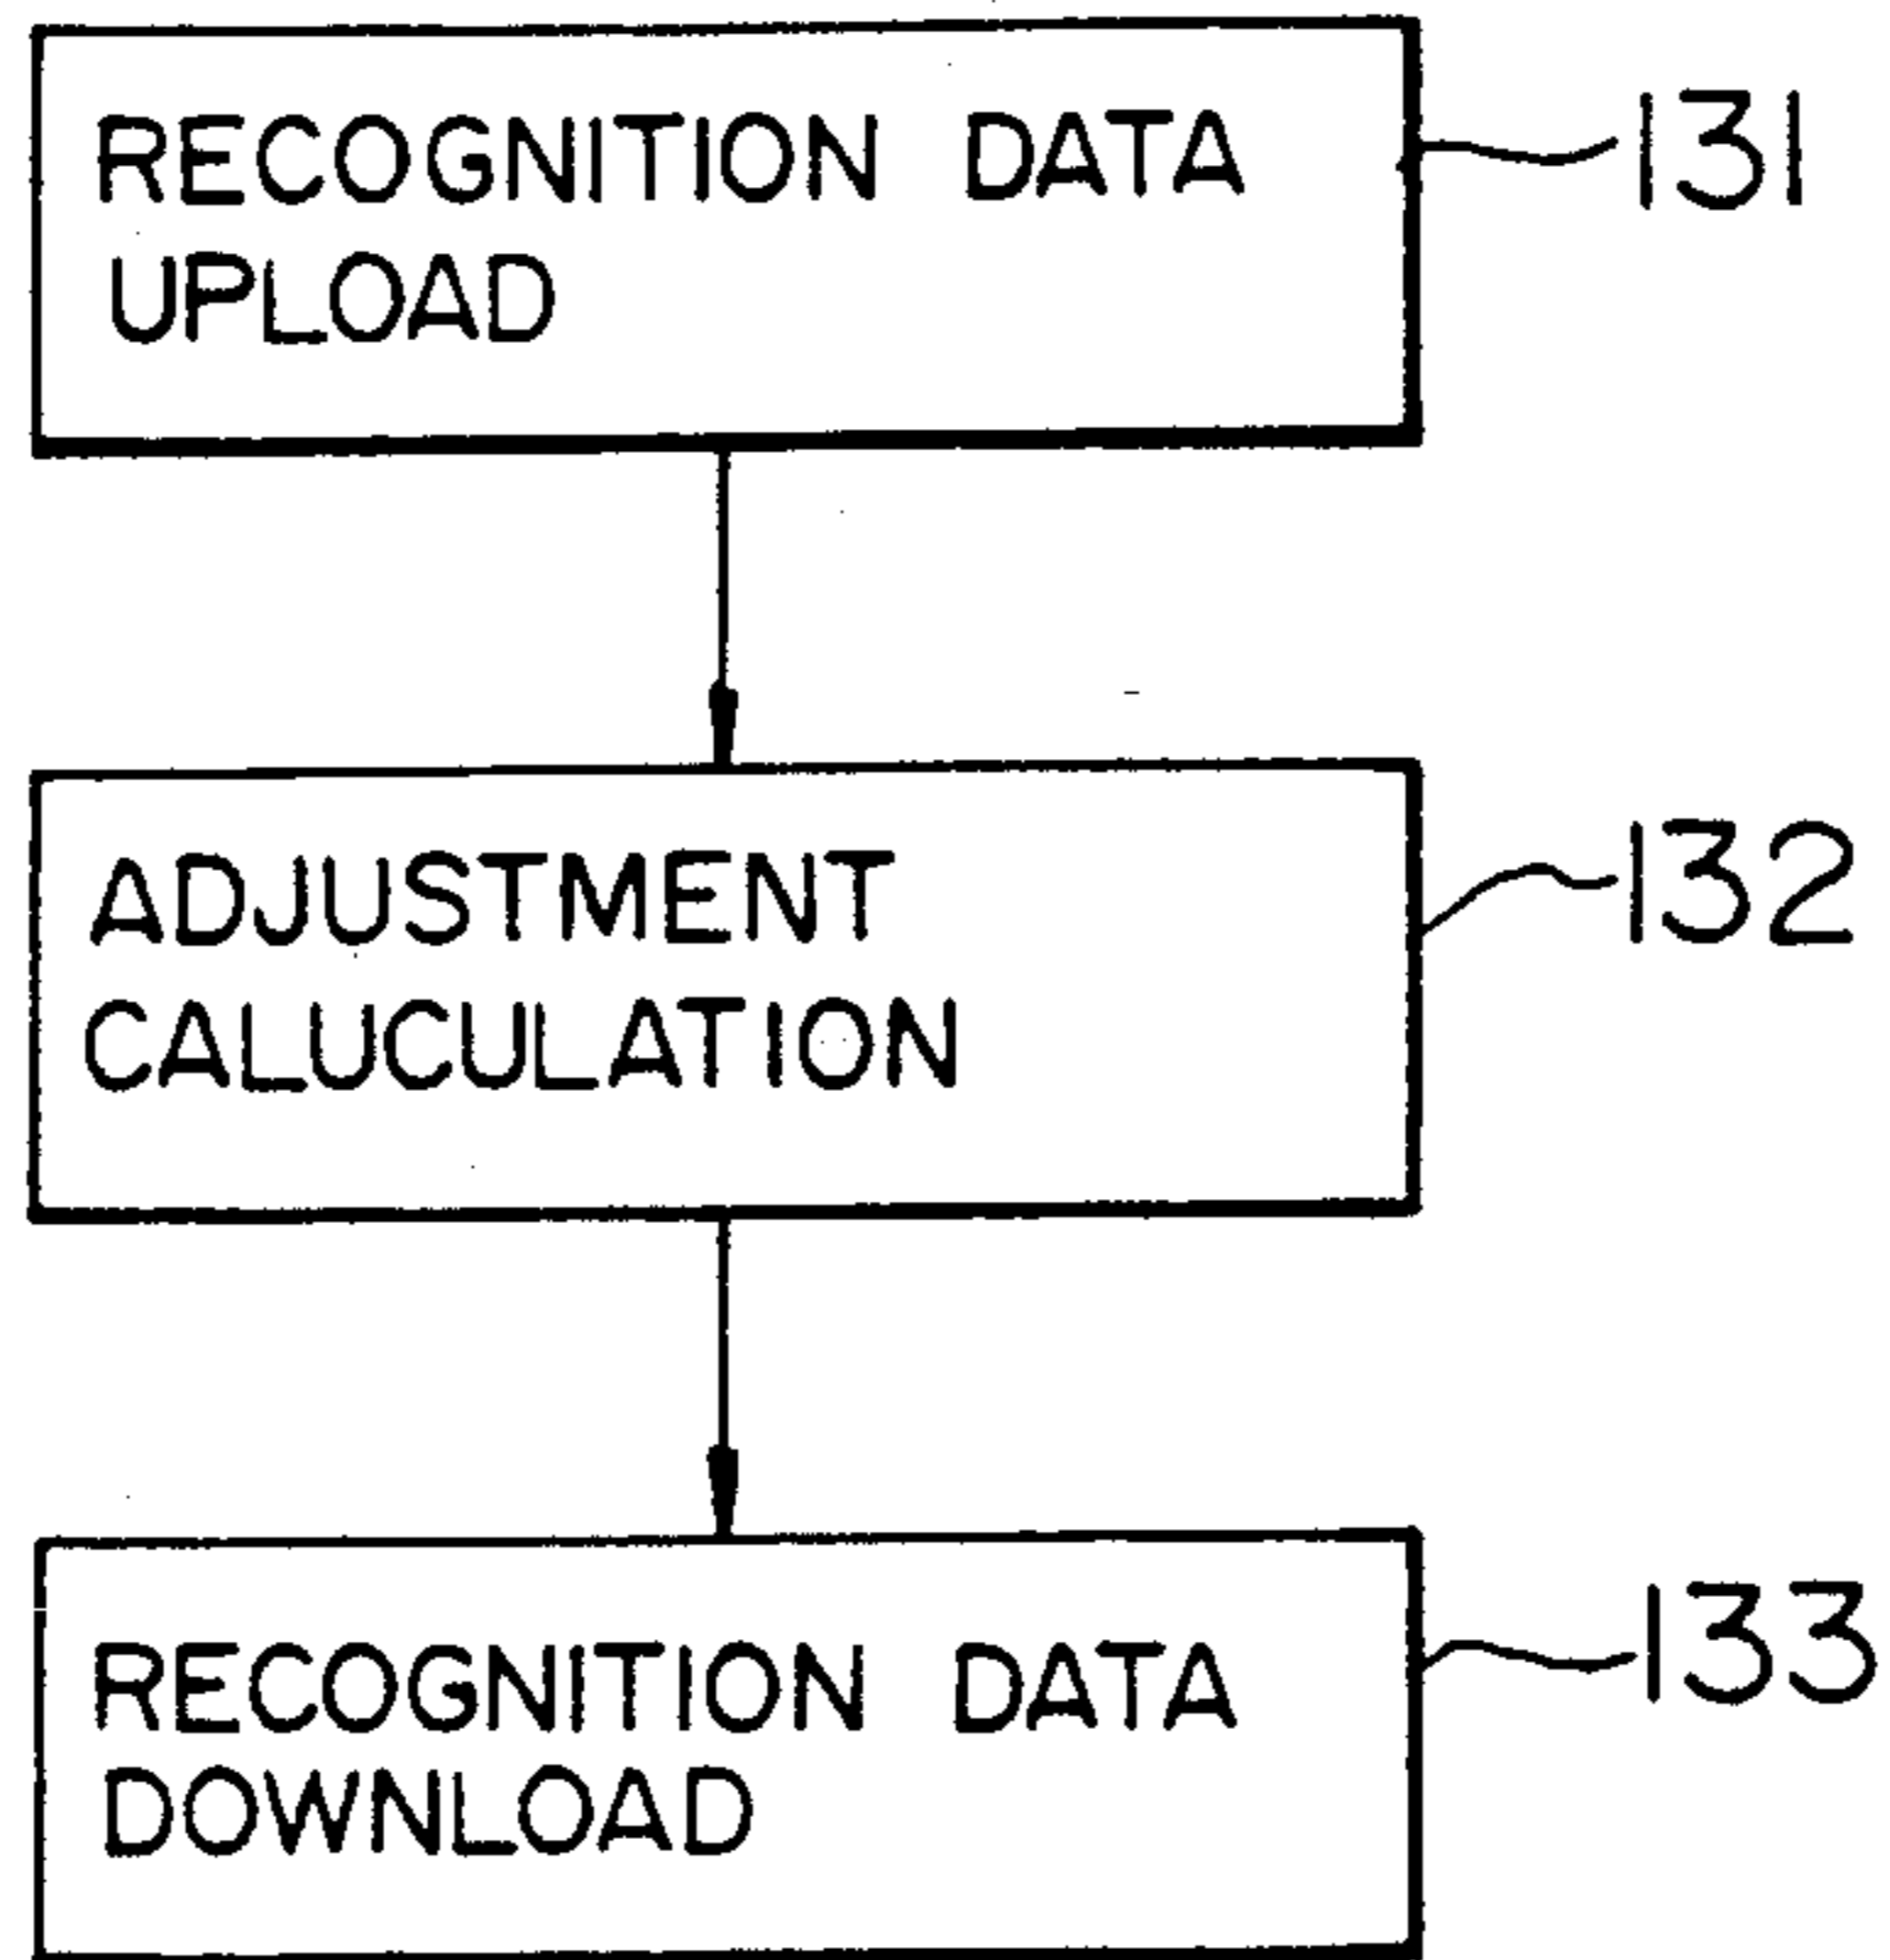 RECOGNITION DATA 131
UPLOAD
ADJUSTMENT 132
CALUCULATION
RECOGNITION DATA 133
DOWNLOAD